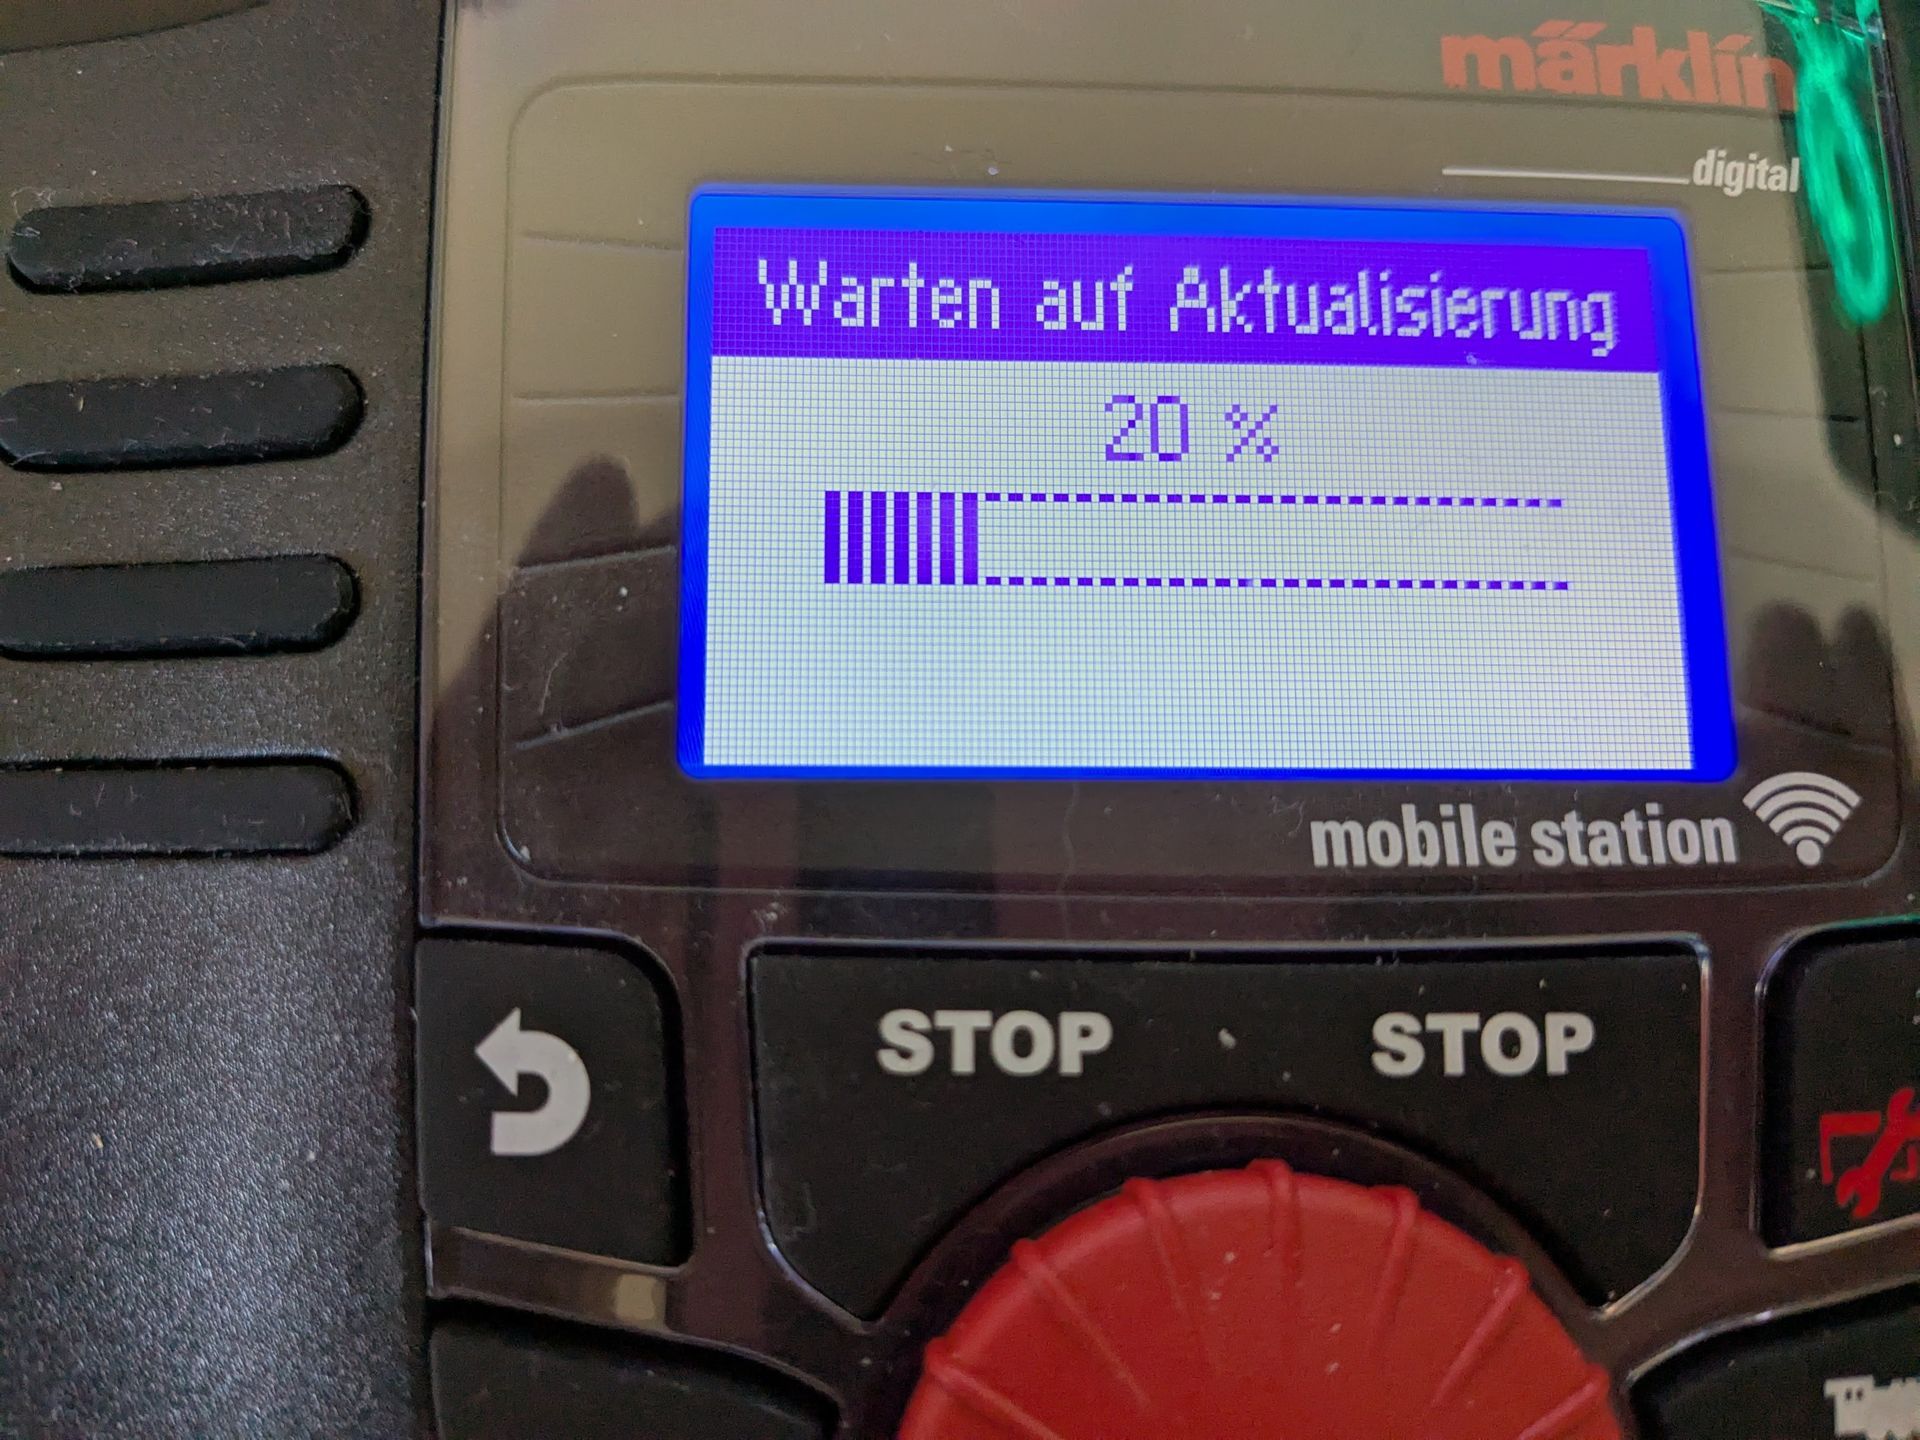 märklin
digital
Warten auf Aktualisierung
20 %
mobile station
STOP STOP